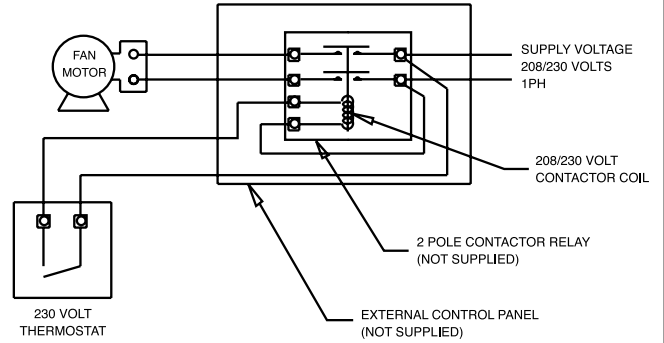 FAN
MOTOR
SUPPLY VOLTAGE
208/230 VOLTS
1PH
208/230 VOLT
CONTACTOR COIL
2 POLE CONTACTOR RELAY
(NOT SUPPLIED)
EXTERNAL CONTROL PANEL
(NOT SUPPLIED)
230 VOLT
THERMOSTAT